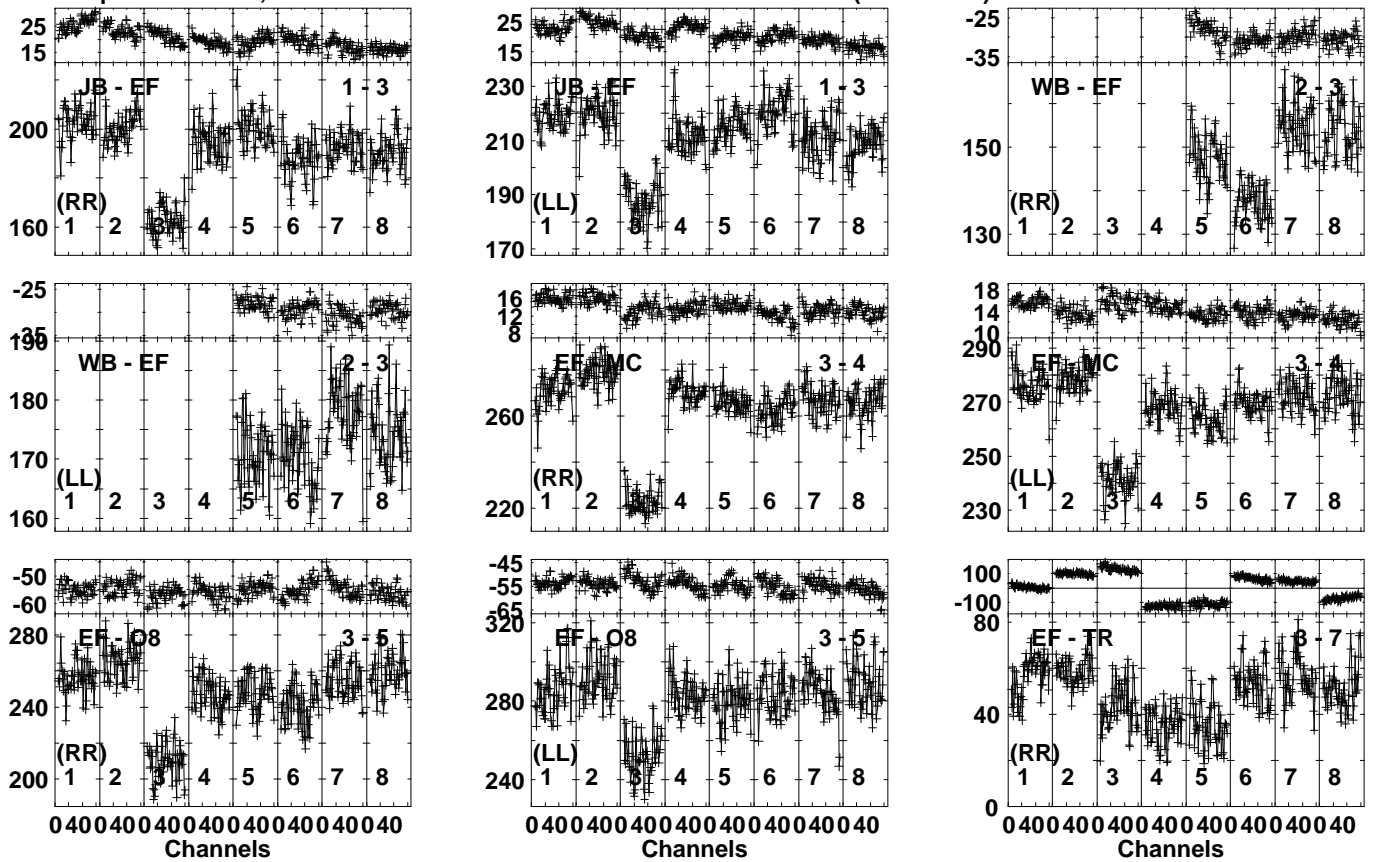 25
15
JB - EF 1 - 3
200
160
(RR)
1 2 3 4 5 6 7 8
25
15
JB - EF 1 - 3
230
210
190
170
(LL)
1 2 3 4 5 6 7 8
-25
-35
WB - EF 2 - 3
150
130
(RR)
1 2 3 4 5 6 7 8
-25
-35
190
WB - EF 2 - 3
180
170
160
(LL)
1 2 3 4 5 6 7 8
16
12
8
EF - MC 3 - 4
260
220
(RR)
1 2 3 4 5 6 7 8
18
14
10
290
EF - MC 3 - 4
270
250
230
(LL)
1 2 3 4 5 6 7 8
-50
-60
280
EF - O8 3 - 5
240
200
(RR)
1 2 3 4 5 6 7 8
0 40 0 40 0 40 0 40 0 40 0 40 0 40 0 40
Channels
-45
-55
-65
320
EF - O8 3 - 5
280
240
(LL)
1 2 3 4 5 6 7 8
0 40 0 40 0 40 0 40 0 40 0 40 0 40 0 40
Channels
100
-100
80
EF - TR 3 - 7
40
0
(RR)
1 2 3 4 5 6 7 8
0 40 0 40 0 40 0 40 0 40 0 40 0 40 0 40
Channels